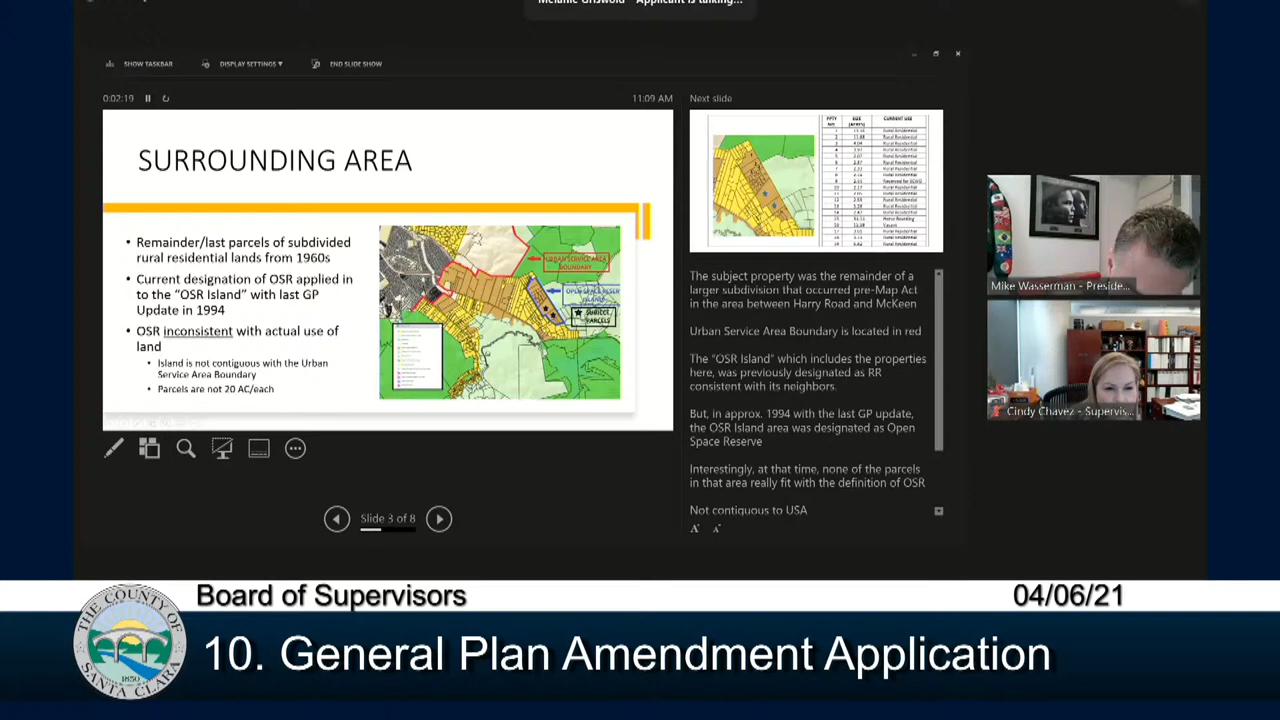 Melanie Griswold - Applicant is talking...
SHOW TASKBAR
DISPLAY SETTINGS ▼
END SLIDE SHOW
0:02:19
11:09 AM
Next slide
SURROUNDING AREA
• Remainder/last parcels of subdivided
rural residential lands from 1960s
• Current designation of OSR applied in
to the “OSR Island” with last GP
Update in 1994
• OSR inconsistent with actual use of
land
• Island is not contiguous with the Urban
Service Area Boundary
• Parcels are not 20 AC/each
URBAN SERVICE AREA
BOUNDARY
SUBJECT
PARCELS
SIZE
CURRENT USE
The subject property was the remainder of a
larger subdivision that occurred pre-Map Act
in the area between Harry Road and McKeen
Urban Service Area Boundary is located in red
The “OSR Island” which includes the properties
here, was previously designated as RR
consistent with its neighbors.
But, in approx. 1994 with the last GP update,
the OSR Island area was designated as Open
Space Reserve
Interestingly, at that time, none of the parcels
in that area really fit with the definition of OSR
Not contiguous to USA
Slide 3 of 8
Mike Wasserman - Preside...
Cindy Chavez - Supervis...
Board of Supervisors
04/06/21
10. General Plan Amendment Application
THE COUNTY OF
SANTA CLARA
1850